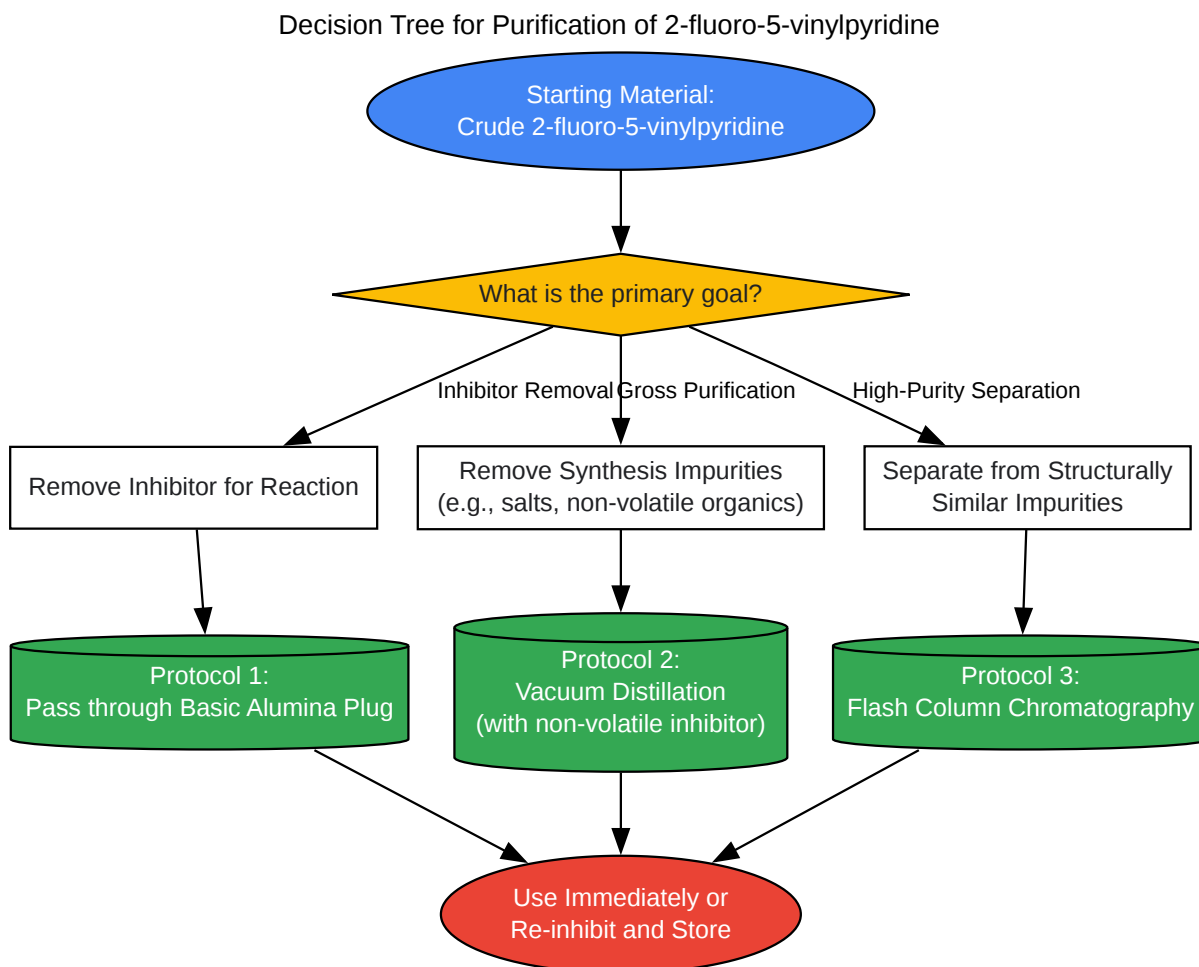 Decision Tree for Purification of 2-fluoro-5-vinylpyridine
Starting Material:
Crude 2-fluoro-5-vinylpyridine
What is the primary goal?
Inhibitor Removal
Gross Purification
High-Purity Separation
Remove Inhibitor for Reaction
Remove Synthesis Impurities
(e.g., salts, non-volatile organics)
Separate from Structurally
Similar Impurities
Protocol 1:
Pass through Basic Alumina Plug
Protocol 2:
Vacuum Distillation
(with non-volatile inhibitor)
Protocol 3:
Flash Column Chromatography
Use Immediately or
Re-inhibit and Store